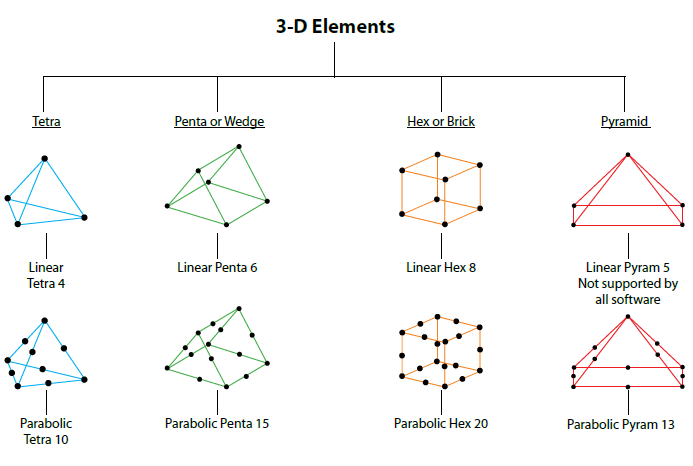 3-D Elements
Tetra
Penta or Wedge
Hex or Brick
Pyramid
Linear
Tetra 4
Linear Penta 6
Linear Hex 8
Linear Pyram 5
Not supported by
all software
Parabolic
Tetra 10
Parabolic Penta 15
Parabolic Hex 20
Parabolic Pyram 13